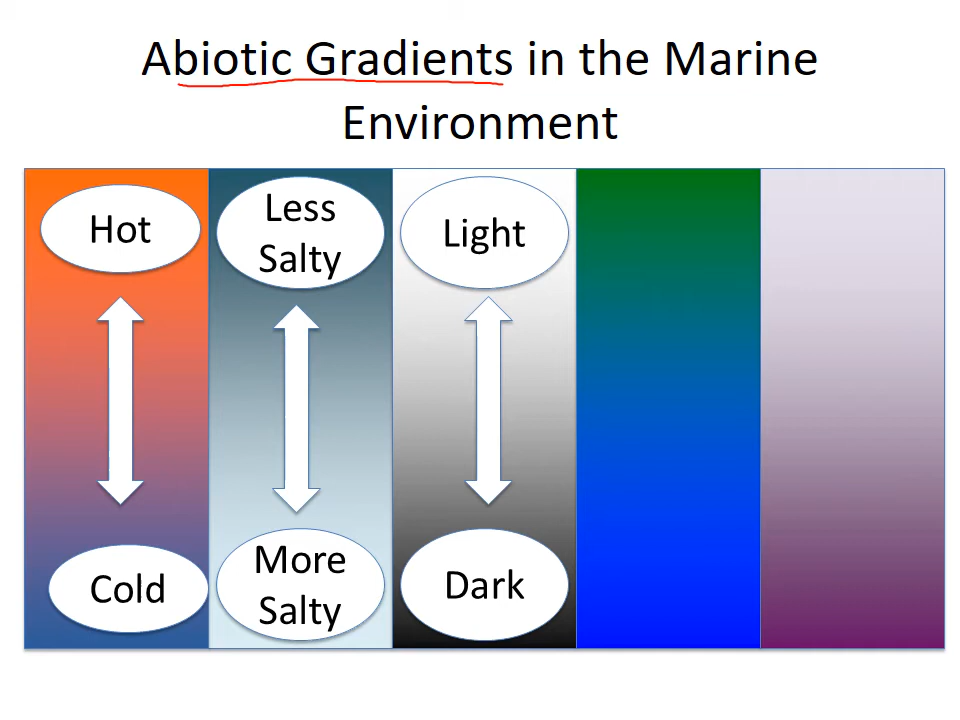 Abiotic Gradients in the Marine
Environment
Hot
Less
Salty
Light
Cold
More
Salty
Dark